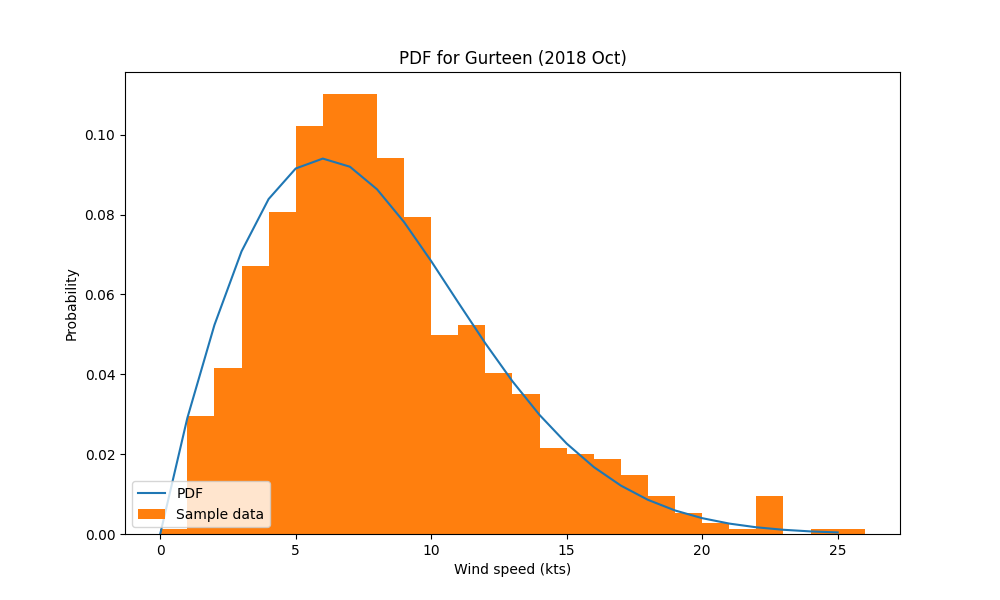 PDF for Gurteen (2018 Oct)
Probability
0.10
0.08
0.06
0.04
0.02
0.00
PDF
Sample data
0 5 10 15 20 25
Wind speed (kts)